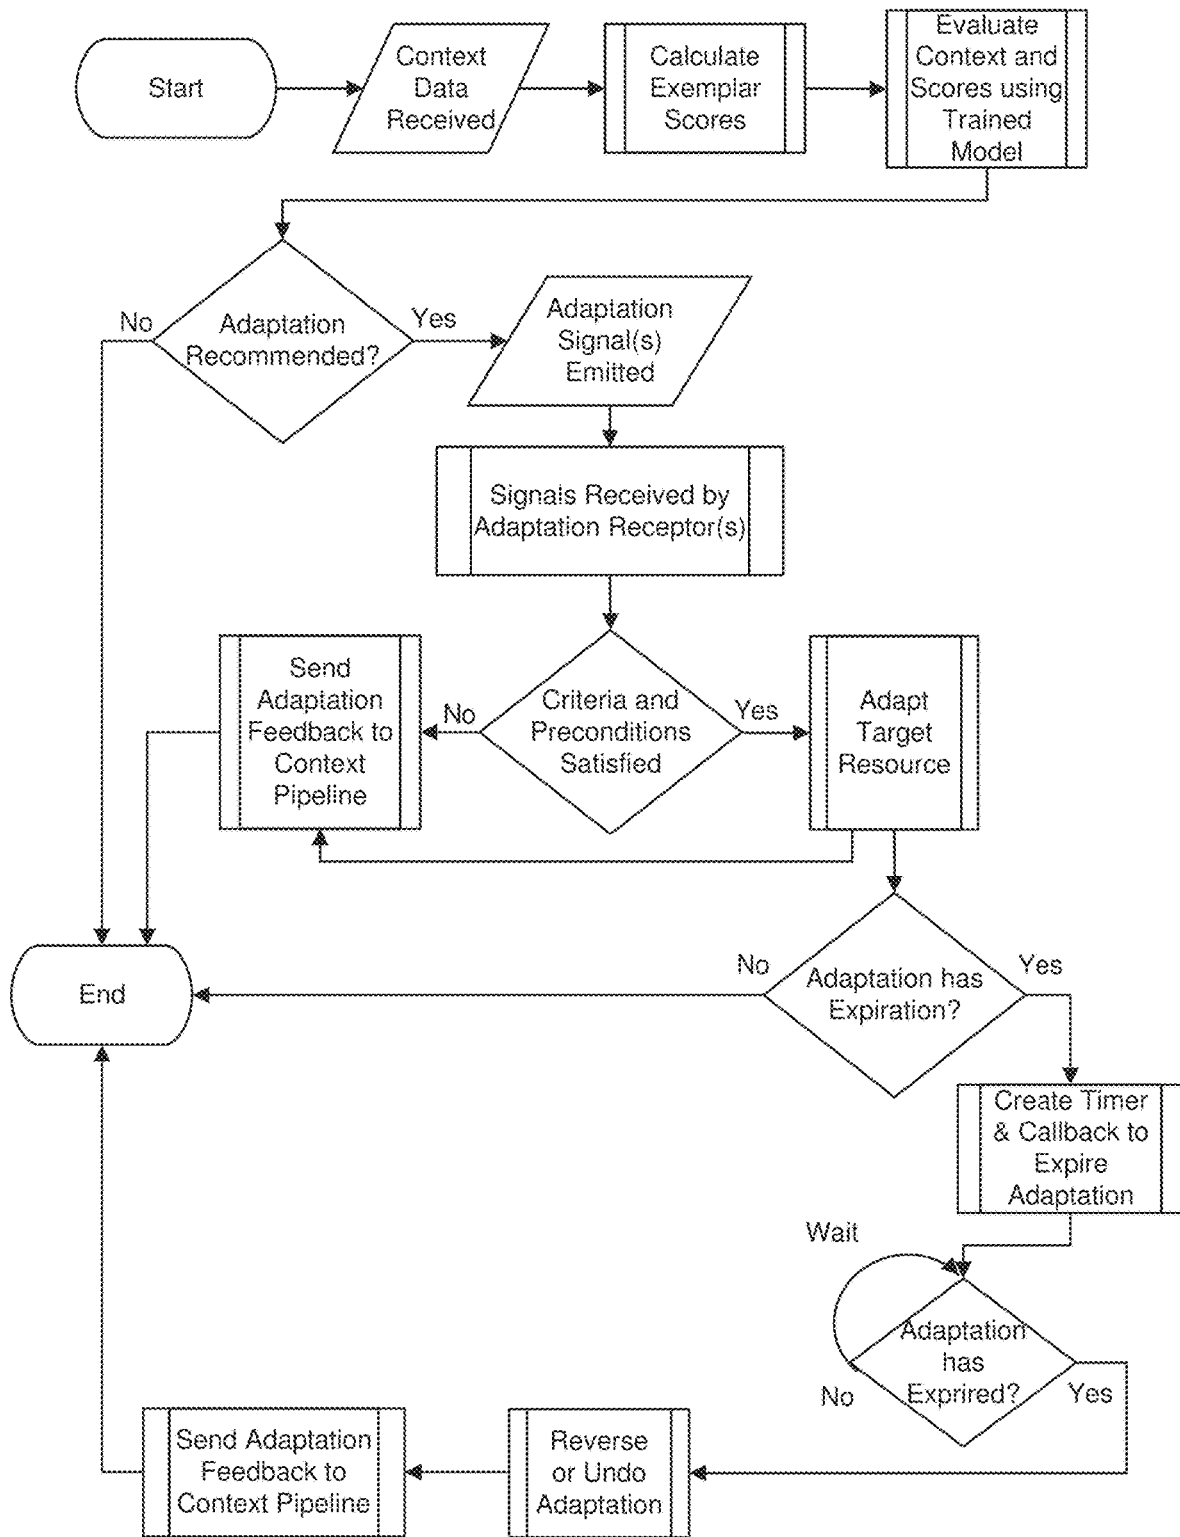 Start
Context
Data
Received
Calculate
Exemplar
Scores
Evaluate
Context and
Scores using
Trained
Model
No
Adaptation
Recommended?
Yes
Adaptation
Signal(s)
Emitted
Signals Received by
Adaptation Receptor(s)
Send
Adaptation
Feedback to
Context
Pipeline
No
Criteria and
Preconditions
Satisfied
Yes
Adapt
Target
Resource
End
No
Adaptation has
Expiration?
Yes
Create Timer
& Callback to
Expire
Adaptation
Wait
Adaptation
has
Exprired?
No
Yes
Send Adaptation
Feedback to
Context Pipeline
Reverse
or Undo
Adaptation